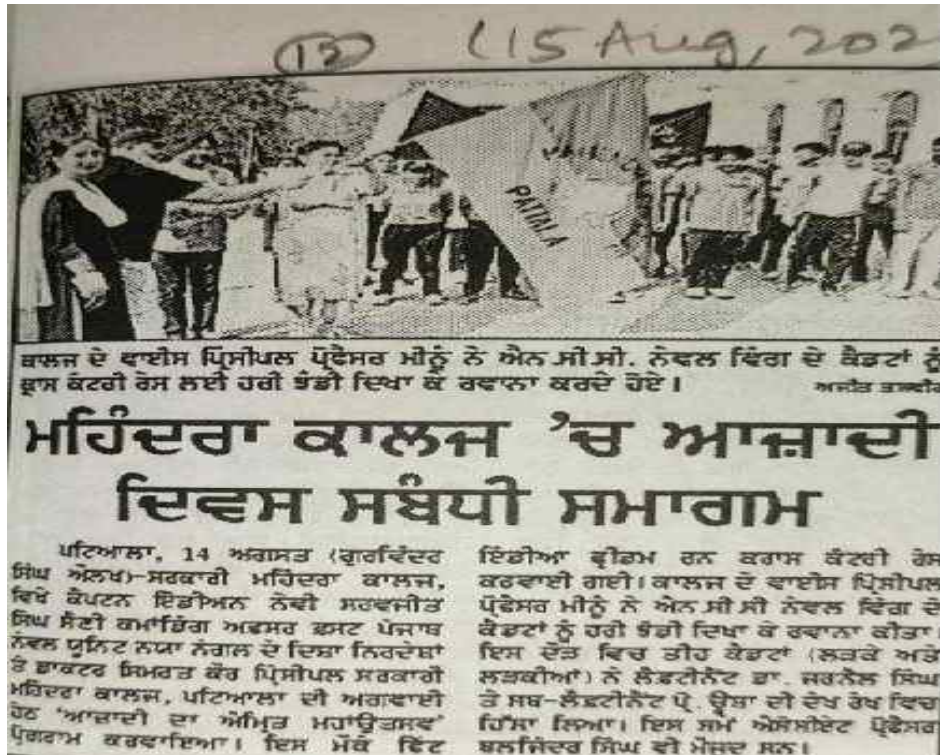 12 (15 Aug, 202
PATIALA
ਕਾਲਜ ਦੇ ਵਾਈਸ ਪ੍ਰਿੰਸੀਪਲ ਪ੍ਰੋਫੈਸਰ ਮੀਨੂੰ ਨੇ ਐਨ.ਸੀ.ਸੀ. ਨੇਵਲ ਵਿੰਗ ਦੇ ਕੈਡਟਾਂ ਨੂੰ
ਕ੍ਰਾਸ ਕੰਟਰੀ ਰੇਸ ਲਈ ਹਰੀ ਝੰਡੀ ਦਿਖਾ ਕੇ ਰਵਾਨਾ ਕਰਦੇ ਹੋਏ। ਅਜੀਤ ਤਸਵੀਰ
ਮਹਿੰਦਰਾ ਕਾਲਜ 'ਚ ਆਜ਼ਾਦੀ
ਦਿਵਸ ਸਬੰਧੀ ਸਮਾਗਮ
ਪਟਿਆਲਾ, 14 ਅਗਸਤ (ਗੁਰਵਿੰਦਰ
ਸਿੰਘ ਔਲਖ)-ਸਰਕਾਰੀ ਮਹਿੰਦਰਾ ਕਾਲਜ,
ਵਿਖੇ ਕੈਪਟਨ ਇੰਡੀਅਨ ਨੇਵੀ ਸਰਵਜੀਤ
ਸਿੰਘ ਸੈਣੀ ਕਮਾਂਡਿੰਗ ਅਫਸਰ ਫ਼ਸਟ ਪੰਜਾਬ
ਨੇਵਲ ਯੂਨਿਟ ਨਯਾ ਨੰਗਲ ਦੇ ਦਿਸ਼ਾ ਨਿਰਦੇਸ਼ਾਂ
ਤੇ ਡਾਕਟਰ ਸਿਮਰਤ ਕੌਰ ਪ੍ਰਿੰਸੀਪਲ ਸਰਕਾਰੀ
ਮਹਿੰਦਰਾ ਕਾਲਜ, ਪਟਿਆਲਾ ਦੀ ਅਗਵਾਈ
ਹੇਠ 'ਆਜ਼ਾਦੀ ਦਾ ਅੰਮ੍ਰਿਤ ਮਹਾਂਉਤਸਵ'
ਪ੍ਰੋਗਰਾਮ ਕਰਵਾਇਆ। ਇਸ ਮੌਕੇ ਫਿੱਟ
ਇੰਡੀਆ ਫ੍ਰੀਡਮ ਰਨ ਕਰਾਸ ਕੰਟਰੀ ਰੇਸ
ਕਰਵਾਈ ਗਈ। ਕਾਲਜ ਦੇ ਵਾਈਸ ਪ੍ਰਿੰਸੀਪਲ
ਪ੍ਰੋਫੈਸਰ ਮੀਨੂੰ ਨੇ ਐਨ.ਸੀ.ਸੀ ਨੇਵਲ ਵਿੰਗ ਦੇ
ਕੈਡਟਾਂ ਨੂੰ ਹਰੀ ਝੰਡੀ ਦਿਖਾ ਕੇ ਰਵਾਨਾ ਕੀਤਾ।
ਇਸ ਦੌੜ ਵਿਚ ਤੀਹ ਕੈਡਟਾਂ (ਲੜਕੇ ਅਤੇ
ਲੜਕੀਆਂ) ਨੇ ਲੈਫ਼ਟੀਨੈਂਟ ਡਾ. ਜਰਨੈਲ ਸਿੰਘ
ਤੇ ਸਬ-ਲੈਫ਼ਟੀਨੈਂਟ ਪ੍ਰੋ. ਊਸ਼ਾ ਦੀ ਦੇਖ ਰੇਖ ਵਿਚ
ਹਿੱਸਾ ਲਿਆ। ਇਸ ਸਮੇਂ ਐਸੋਸੀਏਟ ਪ੍ਰੋਫੈਸਰ
ਬਲਜਿੰਦਰ ਸਿੰਘ ਵੀ ਮੌਜੂਦ ਸਨ।